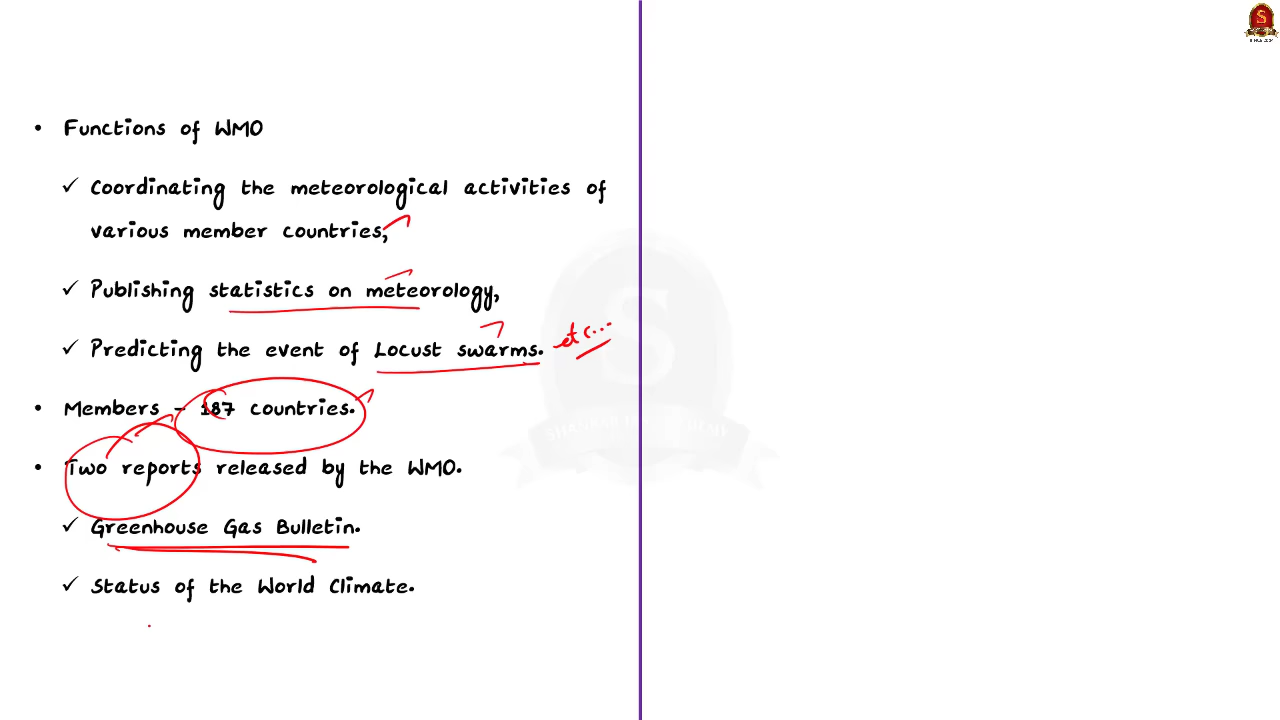 • Functions of WMO
✓ Coordinating the meteorological activities of
various member countries,
✓ Publishing statistics on meteorology,
✓ Predicting the event of Locust swarms. etc...
• Members - 187 countries.
• Two reports released by the WMO.
✓ Greenhouse Gas Bulletin.
✓ Status of the World Climate.
S